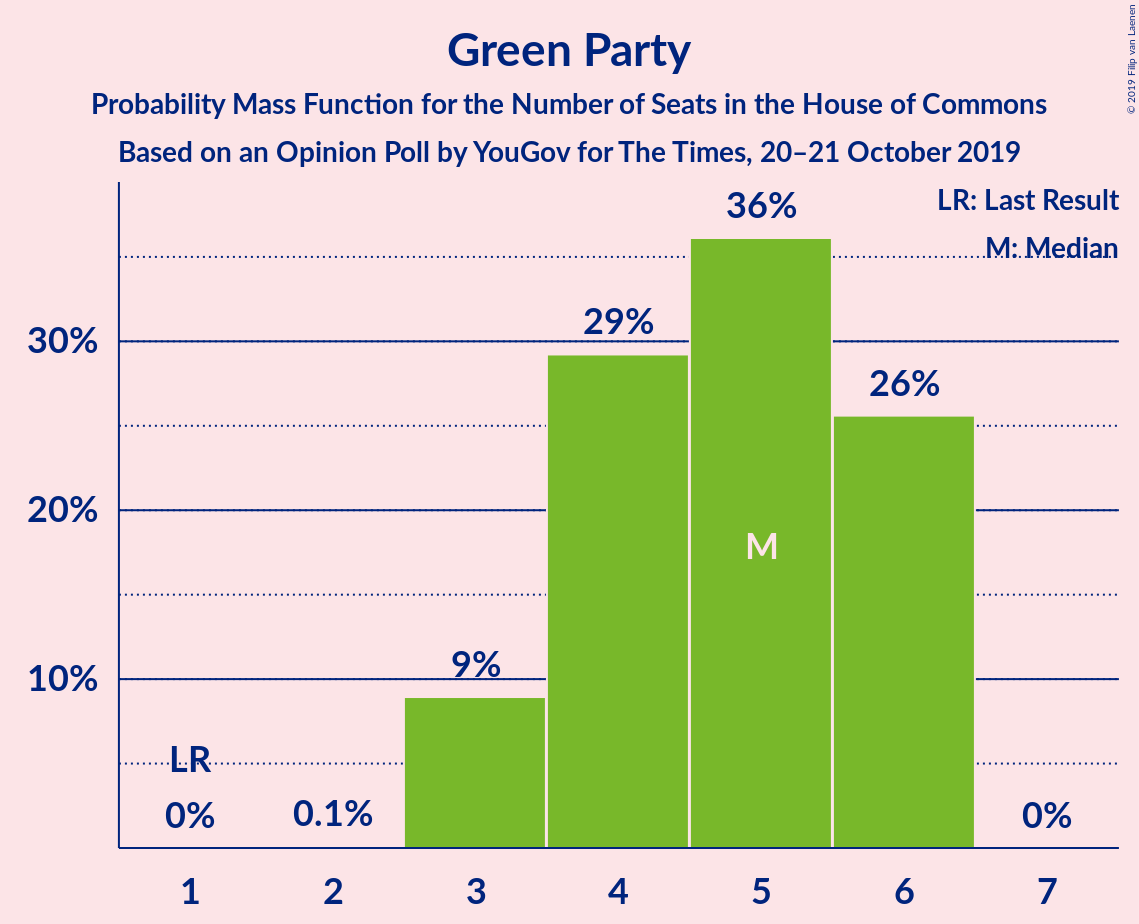 Green Party
Probability Mass Function for the Number of Seats in the House of Commons
Based on an Opinion Poll by YouGov for The Times, 20–21 October 2019
© 2019 Filip van Laenen
LR: Last Result
M: Median
36%
29%
30%
26%
20%
M
9%
10%
LR
0%
0.1%
0%
1 2 3 4 5 6 7